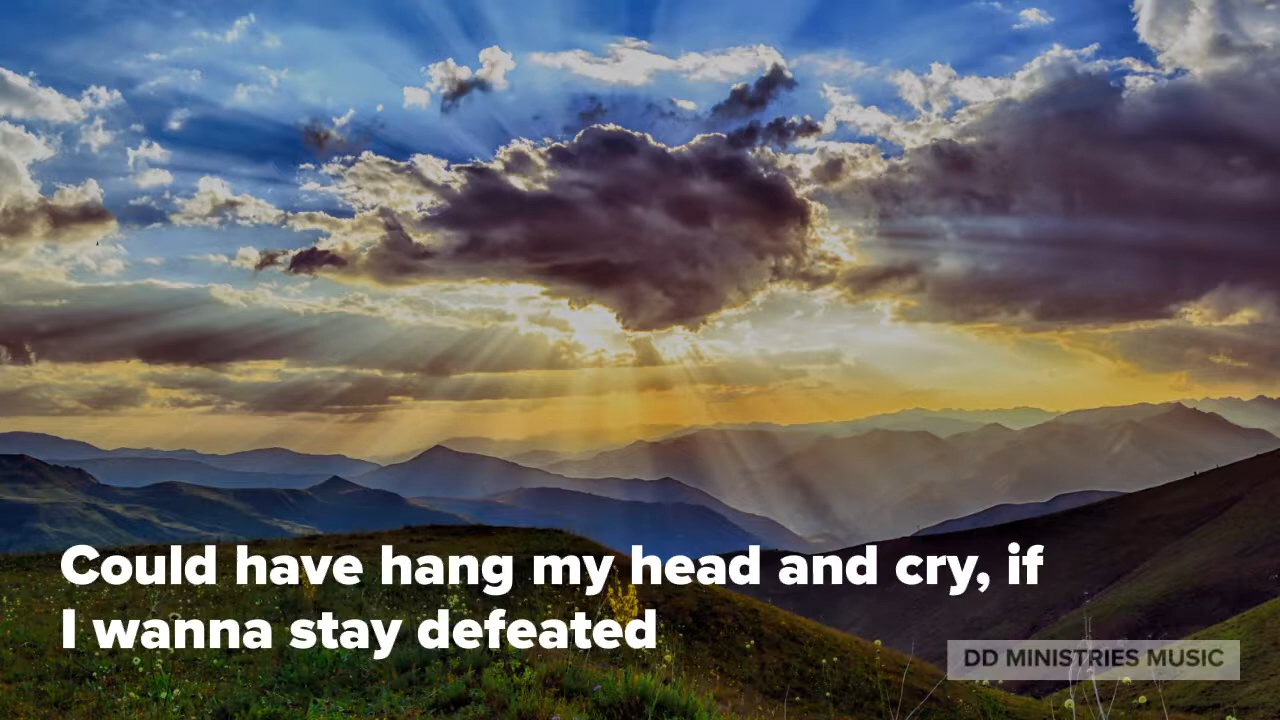 Could have hang my head and cry, if
I wanna stay defeated
DD MINISTRIES MUSIC